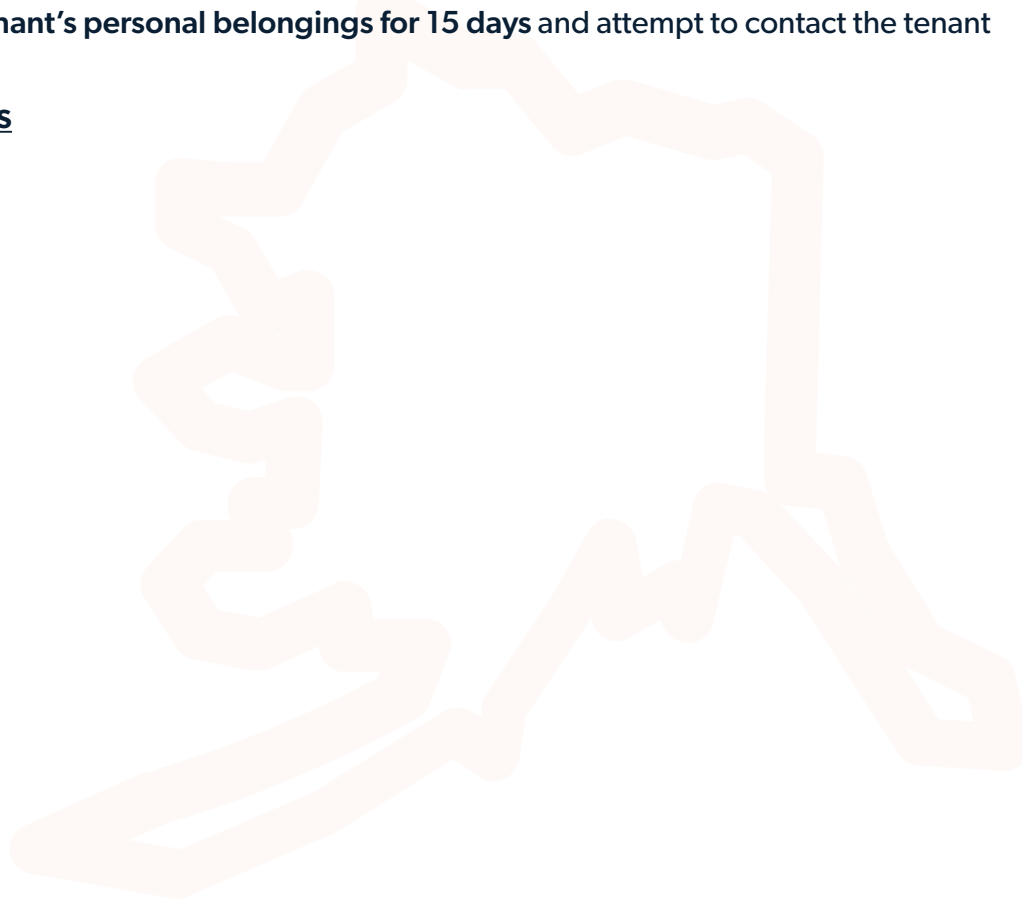 nant’s personal belongings for 15 days and attempt to contact the tenant
s